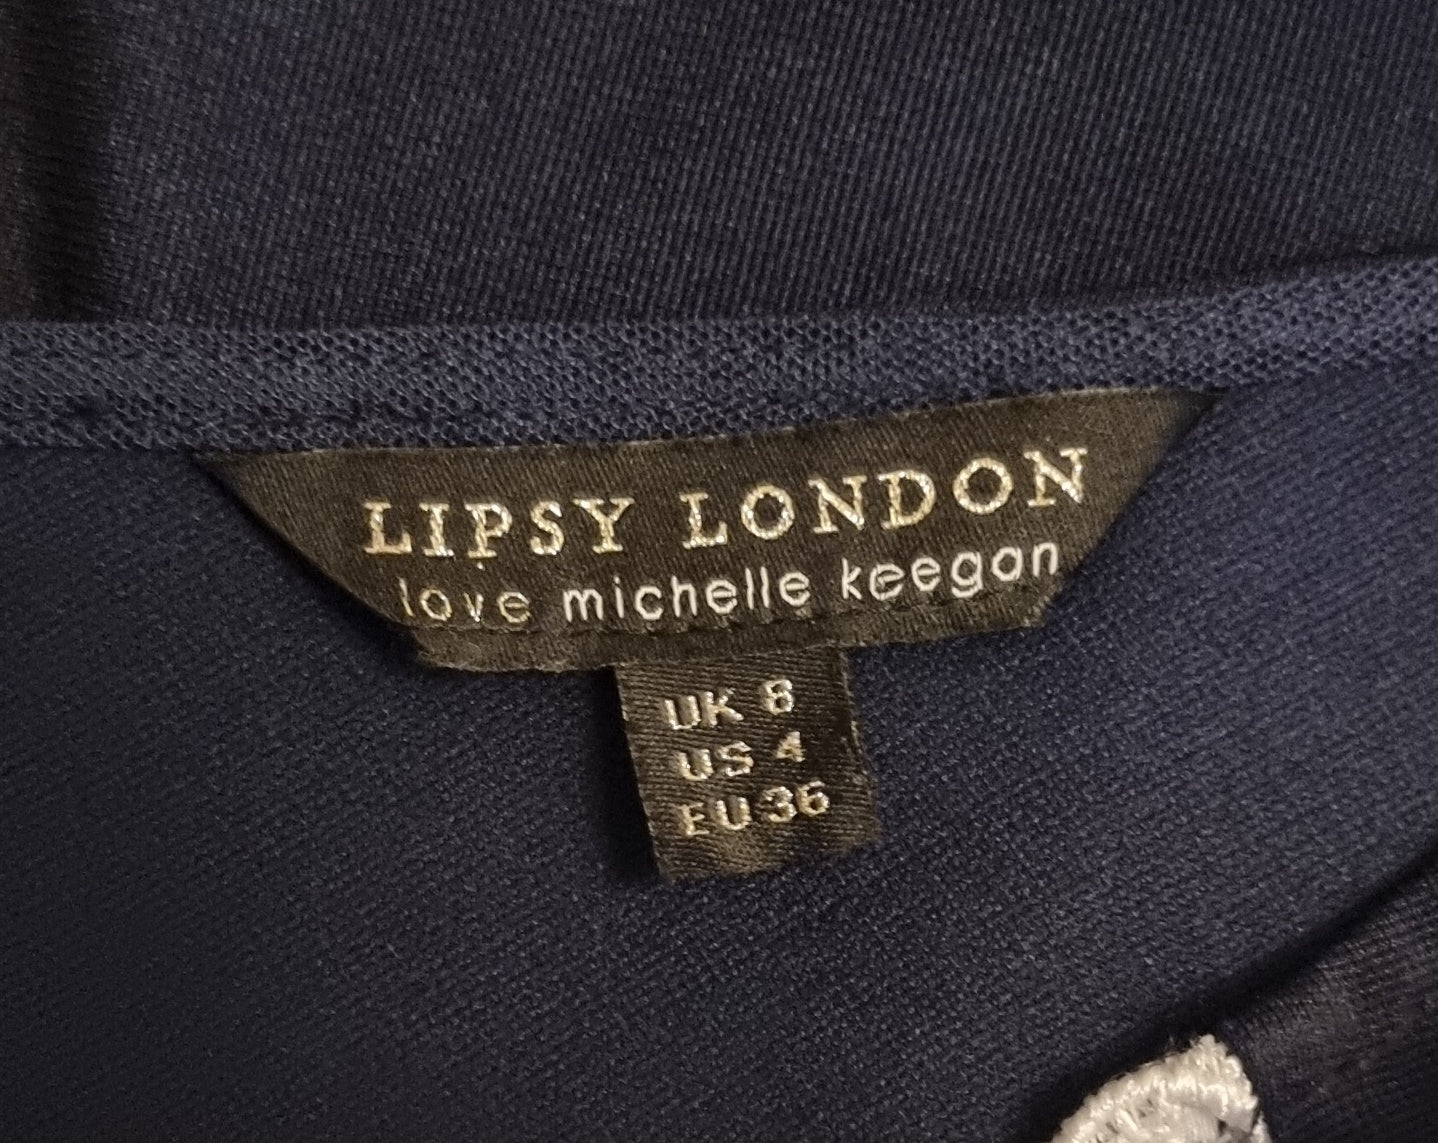 LIPSY LONDON
love michelle keegan
UK 8
US 4
EU 36